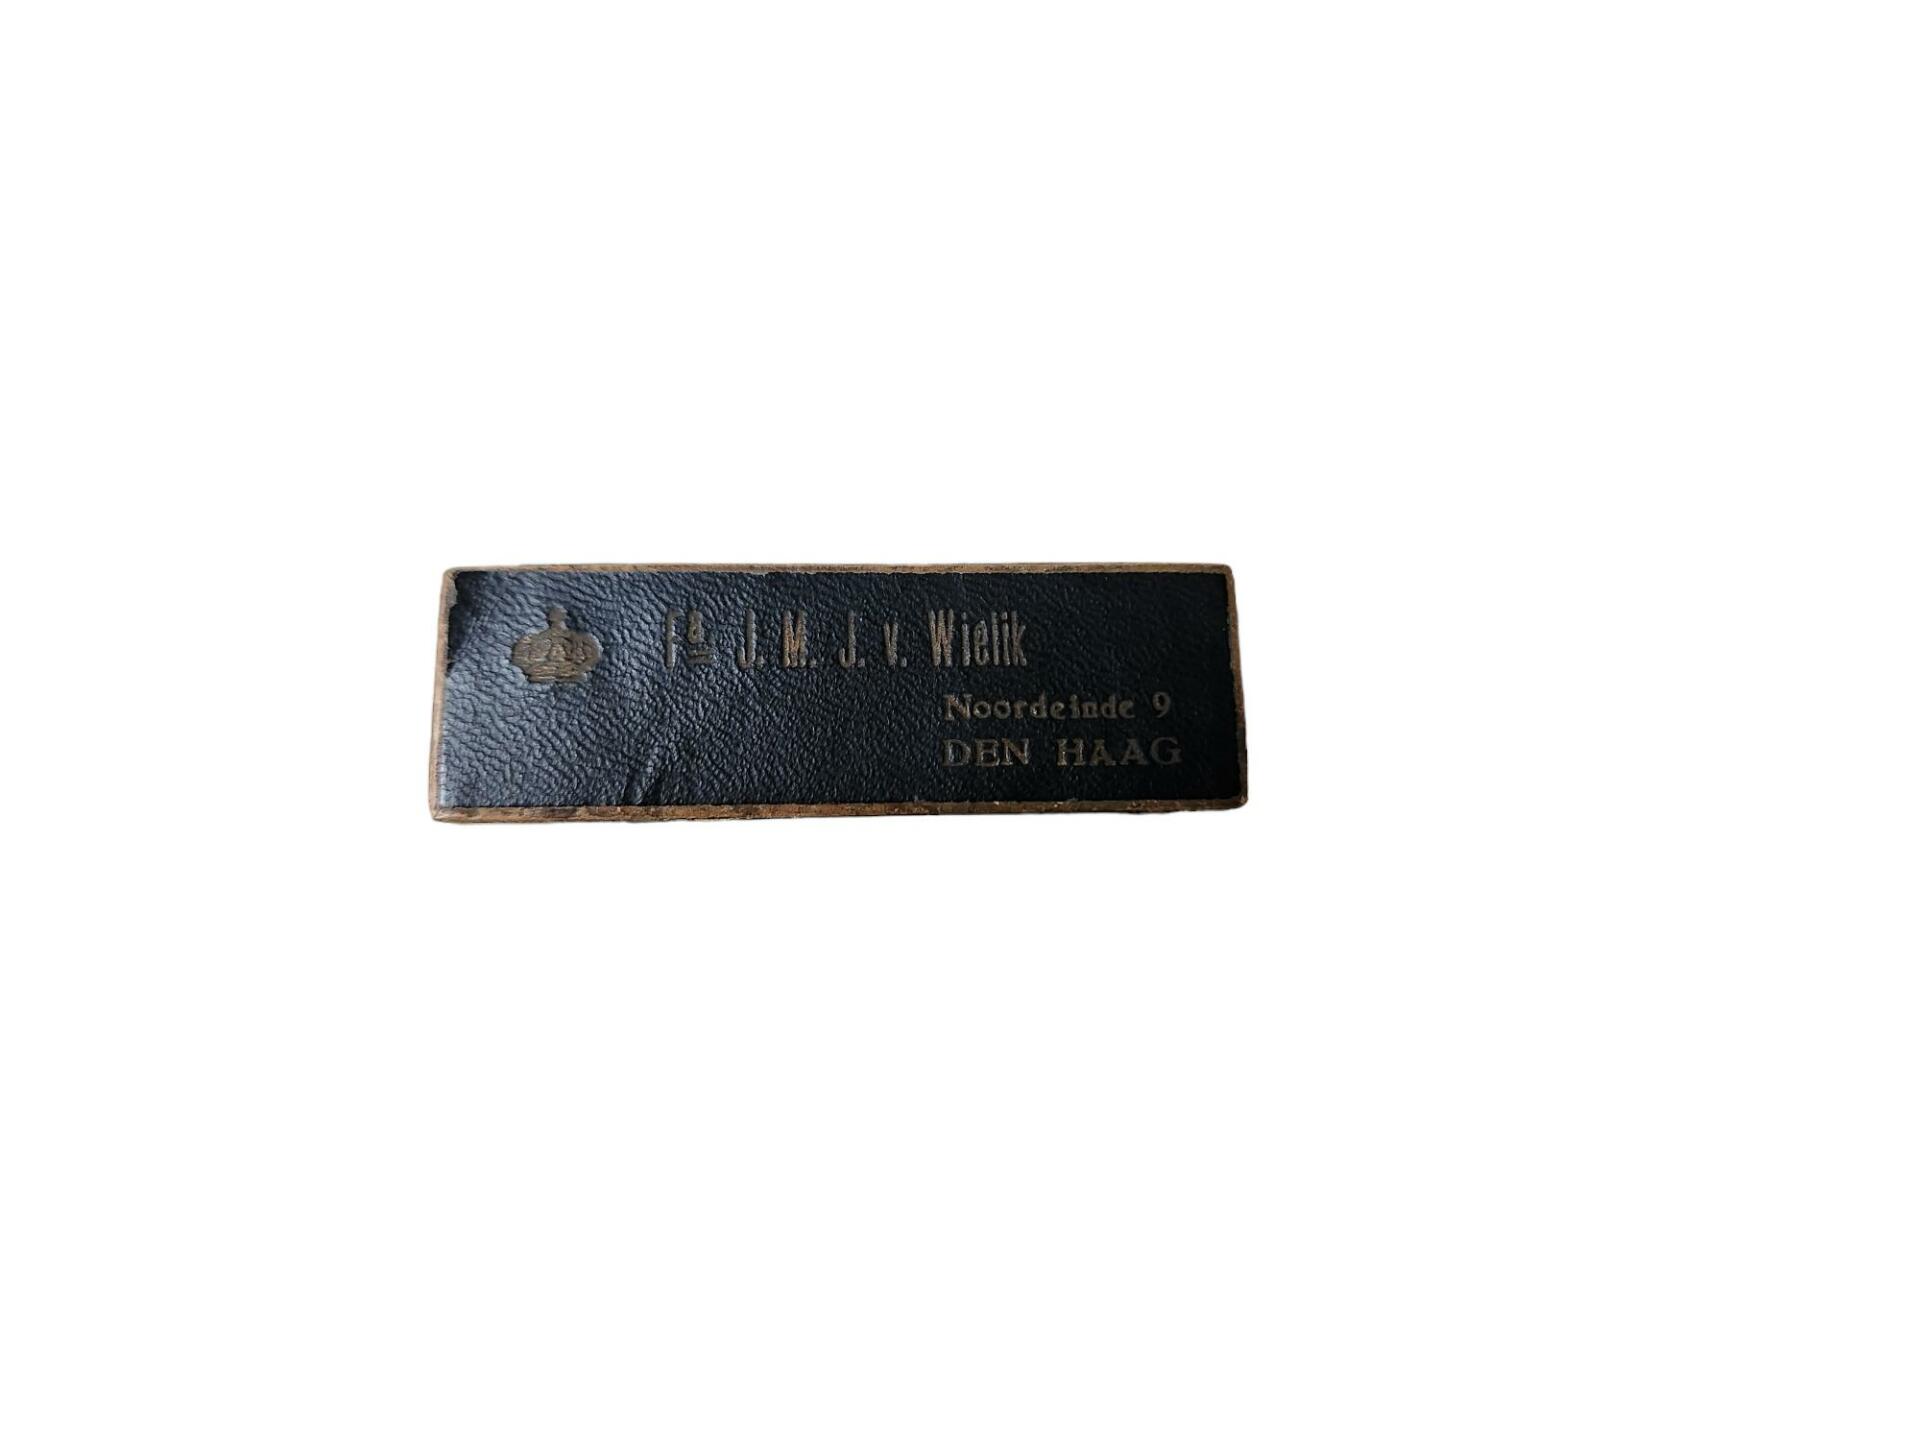 Fª J. M. J. v. Wielik
Noordeinde 9
DEN HAAG